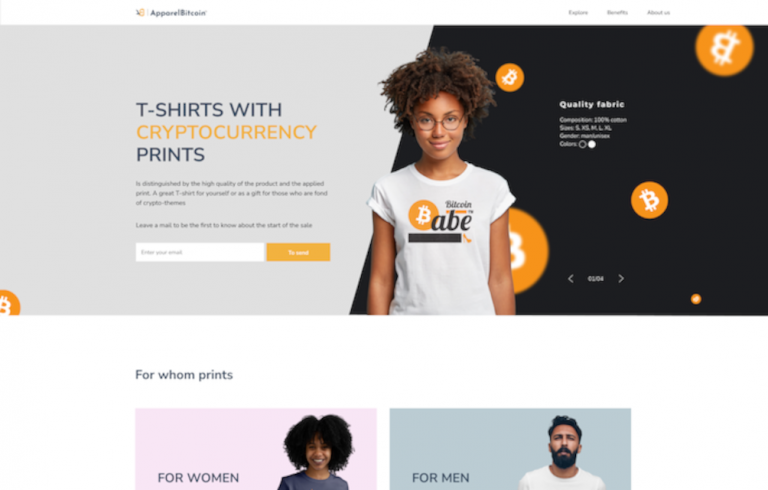 ApparelBitcoin
Explore Benefits About us
T-SHIRTS WITH
CRYPTOCURRENCY
PRINTS
Is distinguished by the high quality of the product and the applied
print. A great T-shirt for yourself or as a gift for those who are fond
of crypto-themes
Leave a mail to be the first to know about the start of the sale
Enter your email
To send
Bitcoin
Babe
Quality fabric
Composition: 100% cotton
Sizes: S, XS, M, L, XL
Gender: man/unisex
Colors:
01/04
For whom prints
FOR WOMEN
FOR MEN